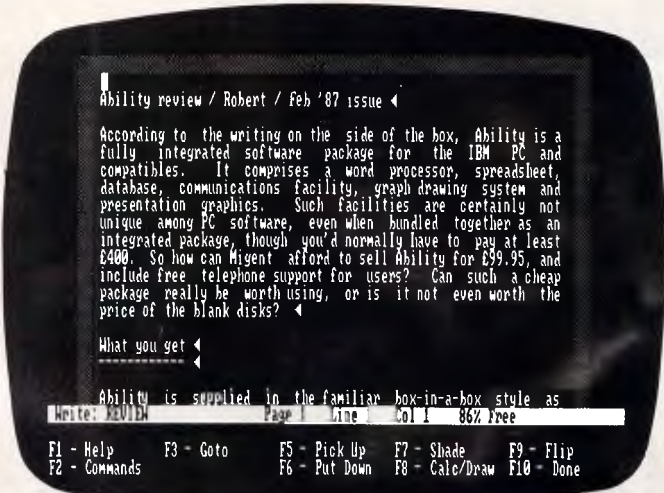 Ability review / Robert / Feb '87 issue
According to the writing on the side of the box, Ability is a
fully integrated software package for the IBM PC and
compatibles. It comprises a word processor, spreadsheet,
database, communications facility, graph drawing system and
presentation graphics. Such facilities are certainly not
unique among PC software, even when bundled together as an
integrated package, though you'd normally have to pay at least
£400. So how can Migent afford to sell Ability for £99.95, and
include free telephone support for users? Can such a cheap
package really be worth using, or is it not even worth the
price of the blank disks?
What you get
------------
Ability is supplied in the familiar box-in-a-box style as
Write: REVIEW Page 1 Line 1 Col 1 86% Free
F1 - Help F3 - Goto F5 - Pick Up F7 - Shade F9 - Flip
F2 - Commands F6 - Put Down F8 - Calc/Draw F10 - Done